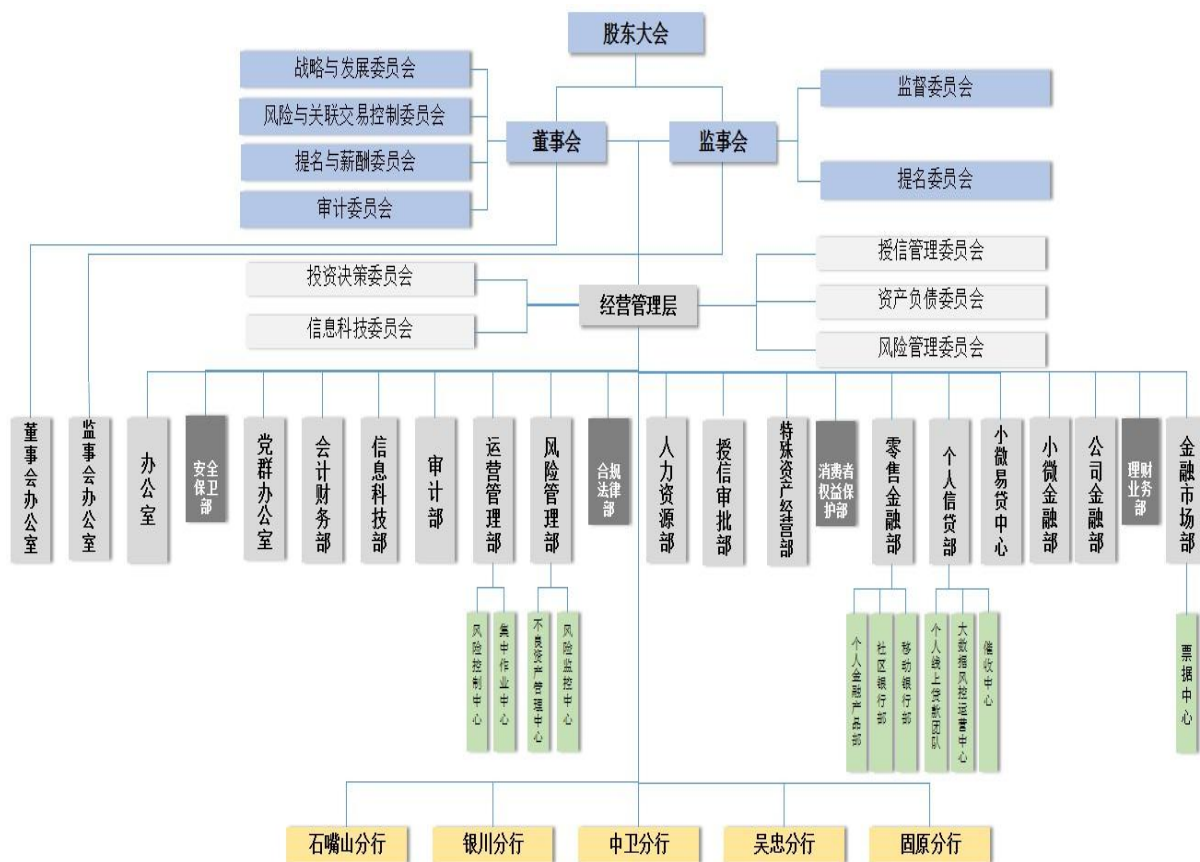 股东大会
战略与发展委员会
风险与关联交易控制委员会
提名与薪酬委员会
审计委员会
董事会
监事会
监督委员会
提名委员会
投资决策委员会
信息科技委员会
经营管理层
授信管理委员会
资产负债委员会
风险管理委员会
董事会办公室
监事会办公室
办公室
安全
保卫
部
党群办公室
会计财务部
信息科技部
审计部
运营管理部
风险管理部
合规
法律
部
人力资源部
授信审批部
特殊资产经营部
消费者
权益保
护部
零售金融部
个人信贷部
小微易贷中心
小微金融部
公司金融部
理财
业务
部
金融市场部
风险控制中心
集中作业中心
不良资产管理中心
风险监控中心
个人金融产品部
社区银行部
移动银行部
个人线上贷款团队
大数据风控运营中心
催收中心
票据中心
石嘴山分行
银川分行
中卫分行
吴忠分行
固原分行